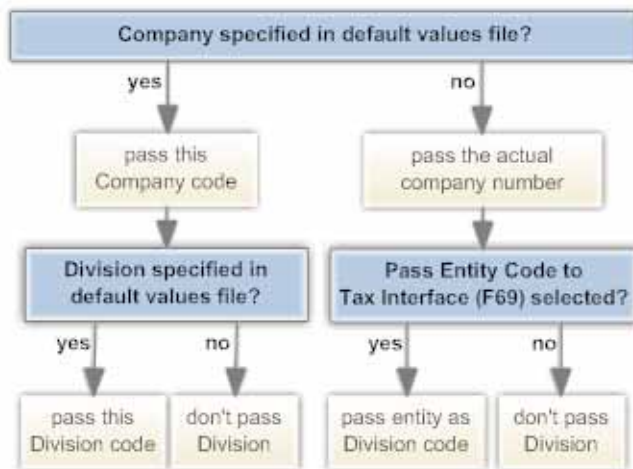 Company specified in default values file?
yes
no
pass this
Company code
pass the actual
company number
Division specified in
default values file?
Pass Entity Code to
Tax Interface (F69) selected?
yes
no
yes
no
pass this
Division code
don't pass
Division
pass entity as
Division code
don't pass
Division